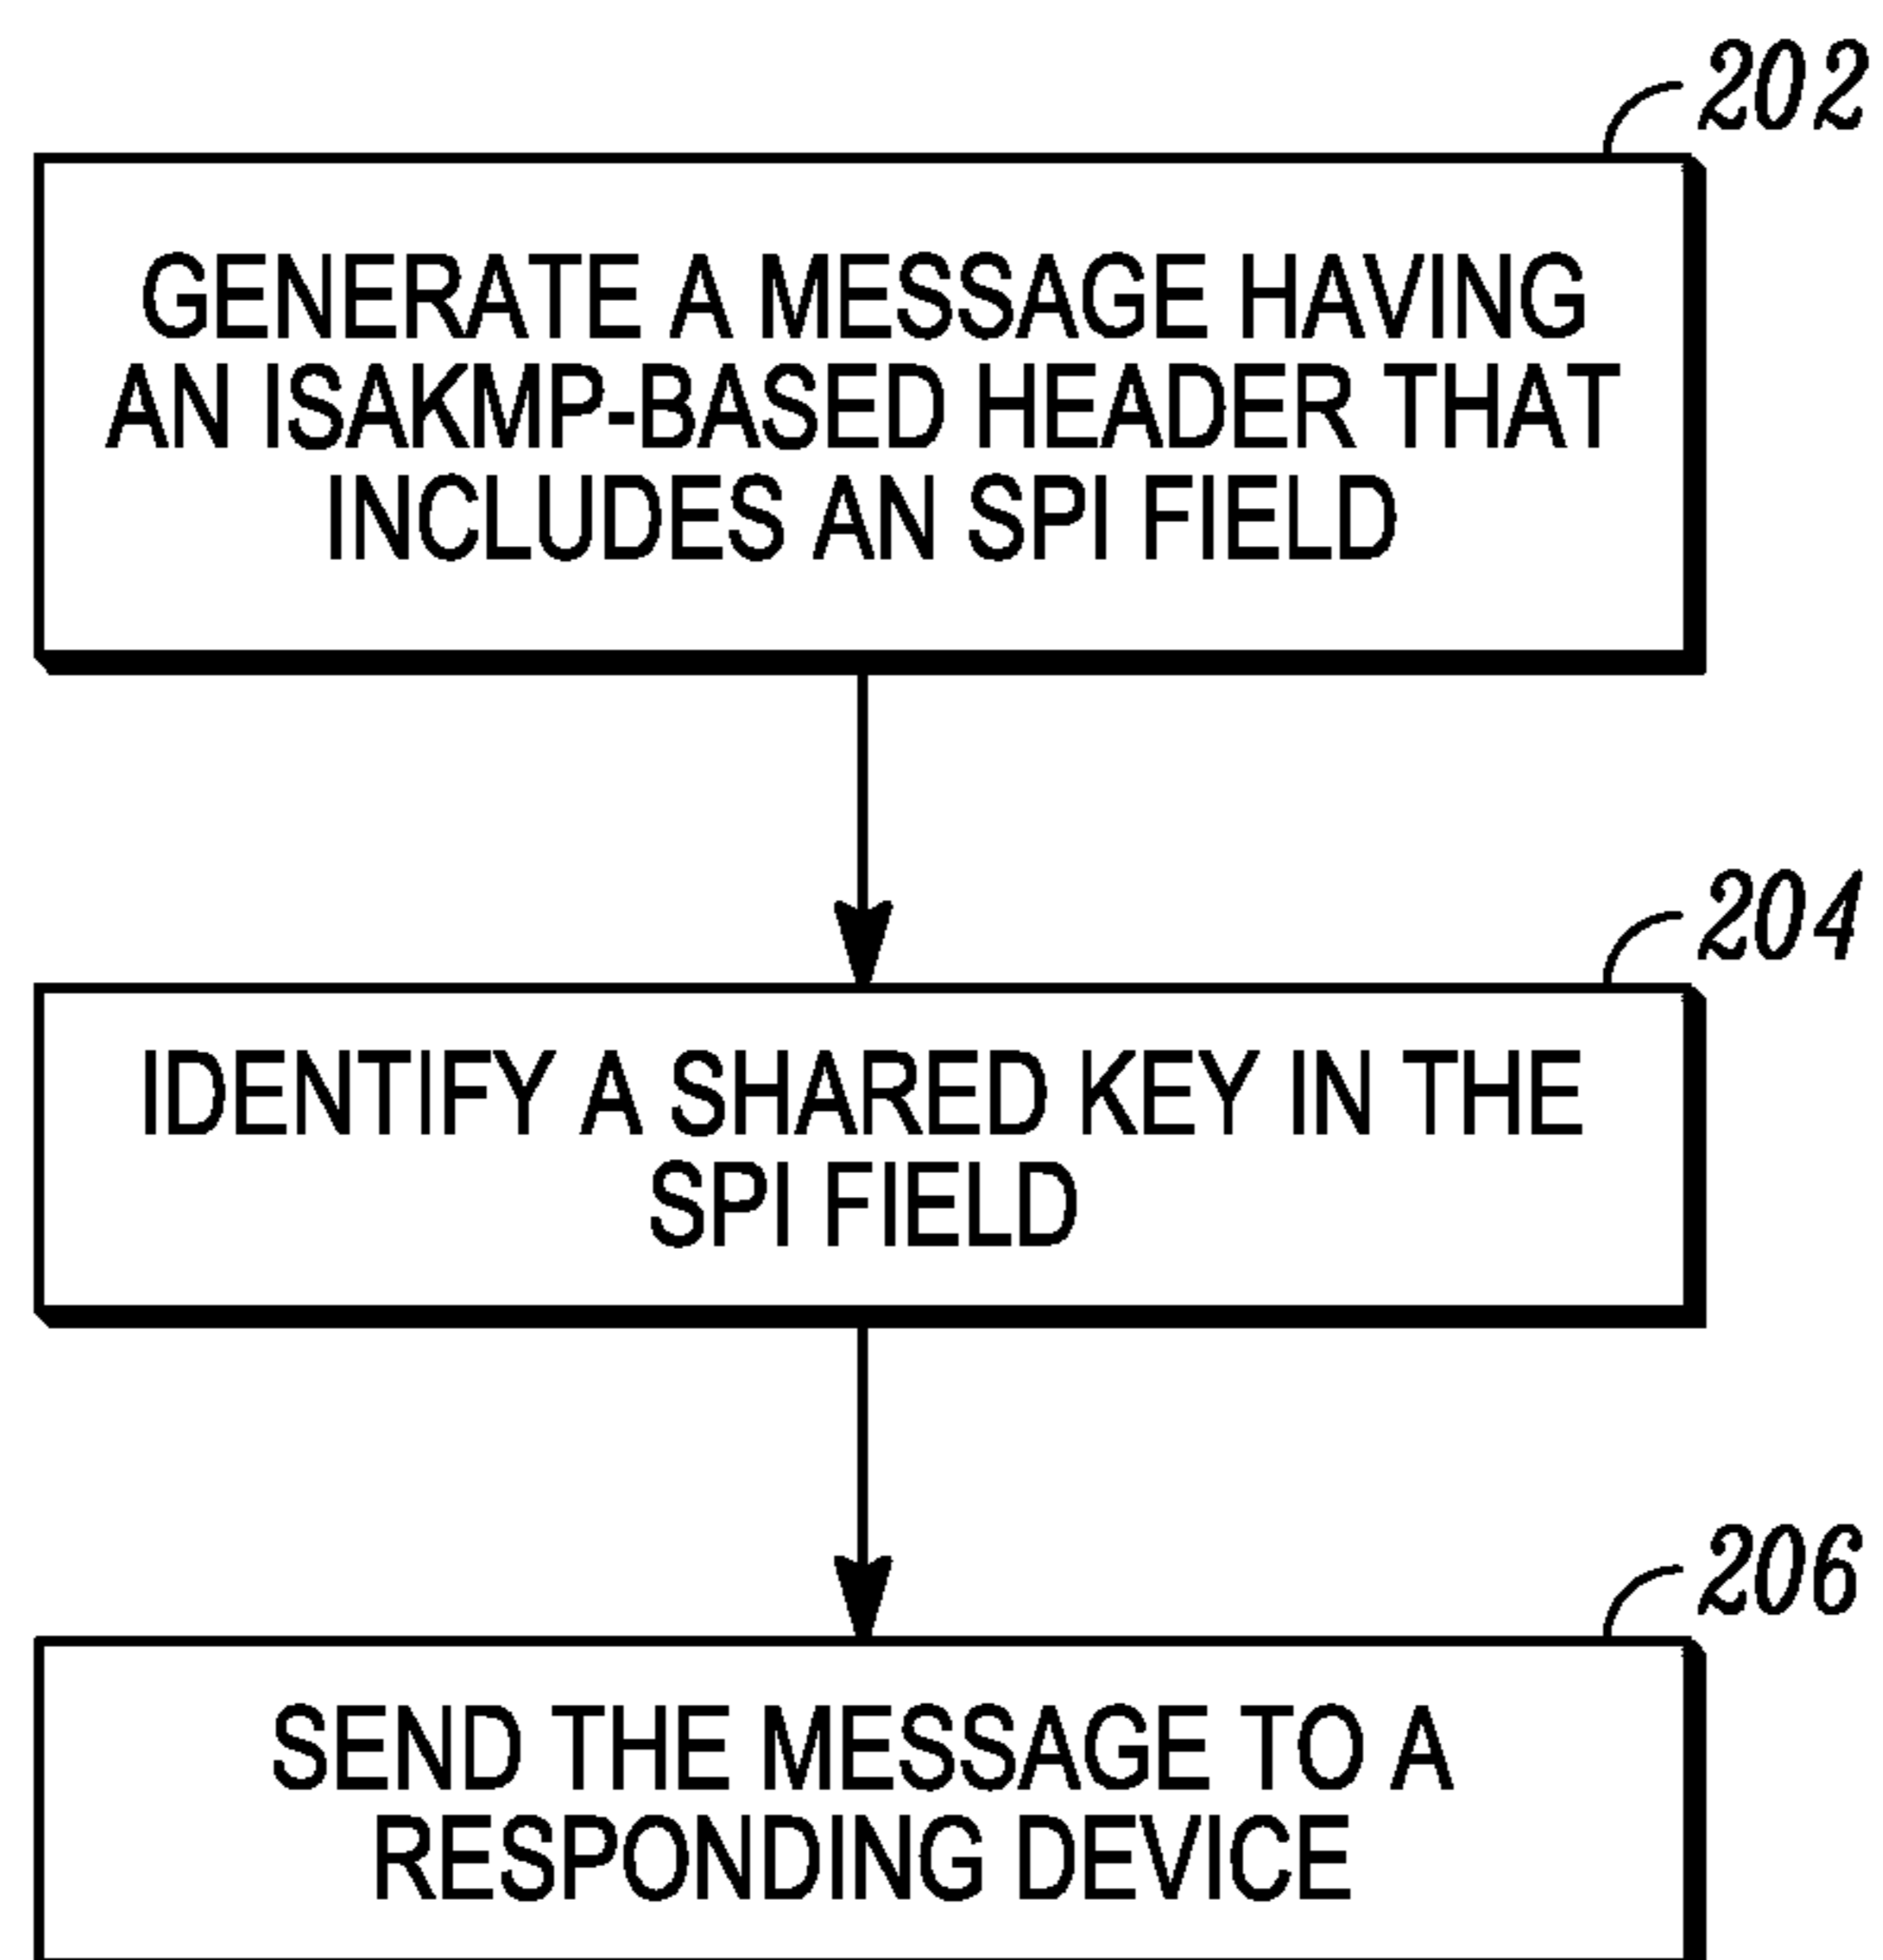 202
GENERATE A MESSAGE HAVING
AN ISAKMP-BASED HEADER THAT
INCLUDES AN SPI FIELD
204
IDENTIFY A SHARED KEY IN THE
SPI FIELD
206
SEND THE MESSAGE TO A
RESPONDING DEVICE